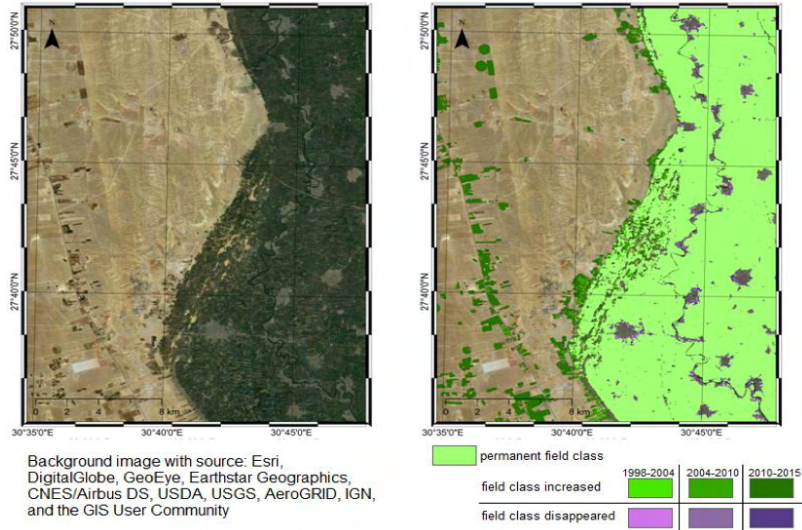 27°50'0"N
27°45'0"N
27°40'0"N
N
0 2 4 8 km
30°35'0"E 30°40'0"E 30°45'0"E
27°50'0"N
27°45'0"N
27°40'0"N
N
0 2 4 8 km
30°35'0"E 30°40'0"E 30°45'0"E
Background image with source: Esri,
DigitalGlobe, GeoEye, Earthstar Geographics,
CNES/Airbus DS, USDA, USGS, AeroGRID, IGN,
and the GIS User Community
permanent field class
1998-2004 2004-2010 2010-2015
field class increased
field class disappeared